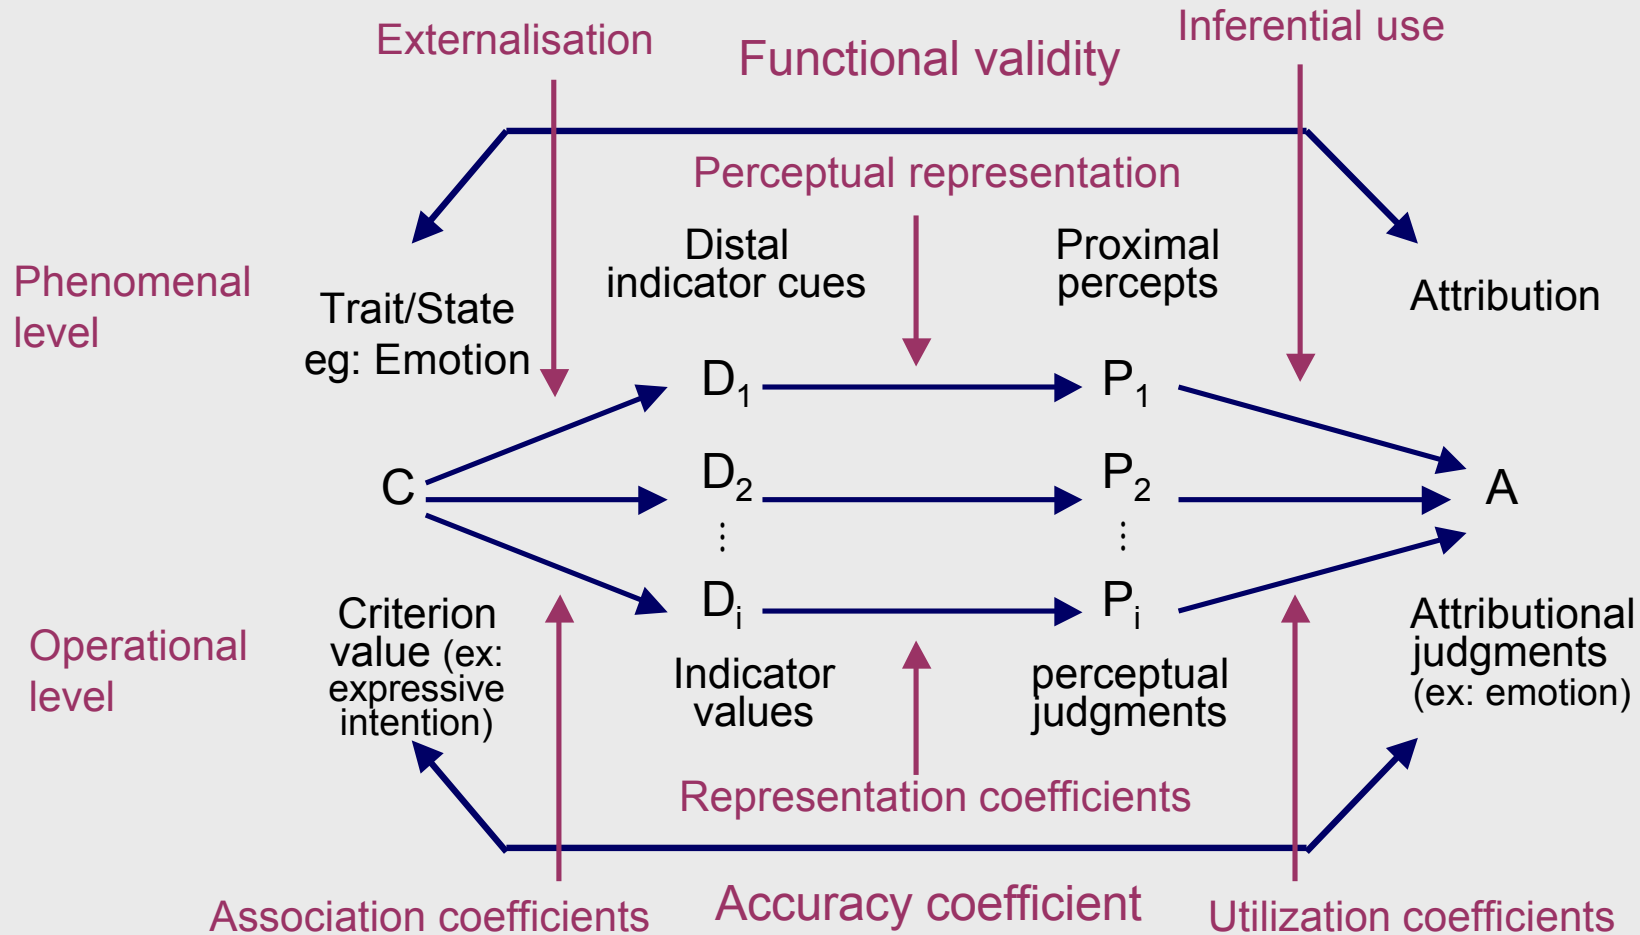 Externalisation
Functional validity
Inferential use
Perceptual representation
Distal
indicator cues
Proximal
percepts
Phenomenal
level
Trait/State
eg: Emotion
Attribution
D₁
P₁
C
D₂
P₂
A
⋮
⋮
Dᵢ
Pᵢ
Operational
level
Criterion
value (ex:
expressive
intention)
Indicator
values
perceptual
judgments
Attributional
judgments
(ex: emotion)
Representation coefficients
Association coefficients
Accuracy coefficient
Utilization coefficients